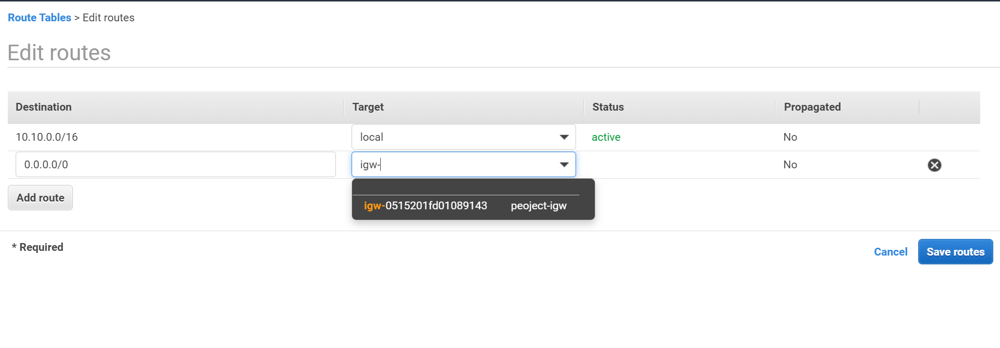 Route Tables > Edit routes
Edit routes
Destination Target Status Propagated
10.10.0.0/16 local active No
0.0.0.0/0 igw- No
Add route
igw-0515201fd01089143 peoject-igw
* Required
Cancel Save routes